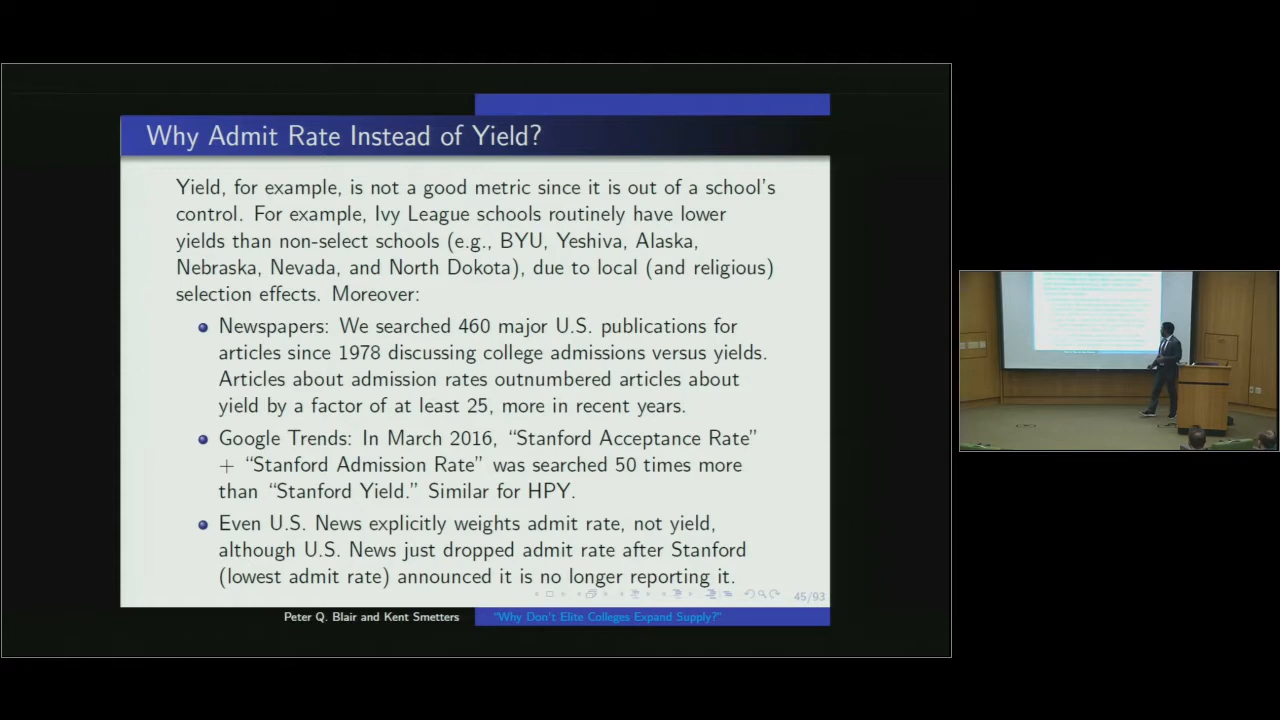 Why Admit Rate Instead of Yield?
Yield, for example, is not a good metric since it is out of a school's
control. For example, Ivy League schools routinely have lower
yields than non-select schools (e.g., BYU, Yeshiva, Alaska,
Nebraska, Nevada, and North Dokota), due to local (and religious)
selection effects. Moreover:
Newspapers: We searched 460 major U.S. publications for
articles since 1978 discussing college admissions versus yields.
Articles about admission rates outnumbered articles about
yield by a factor of at least 25, more in recent years.
Google Trends: In March 2016, "Stanford Acceptance Rate"
+ "Stanford Admission Rate" was searched 50 times more
than "Stanford Yield." Similar for HPY.
Even U.S. News explicitly weights admit rate, not yield,
although U.S. News just dropped admit rate after Stanford
(lowest admit rate) announced it is no longer reporting it.
45/93
Peter Q. Blair and Kent Smetters "Why Don't Elite Colleges Expand Supply?"